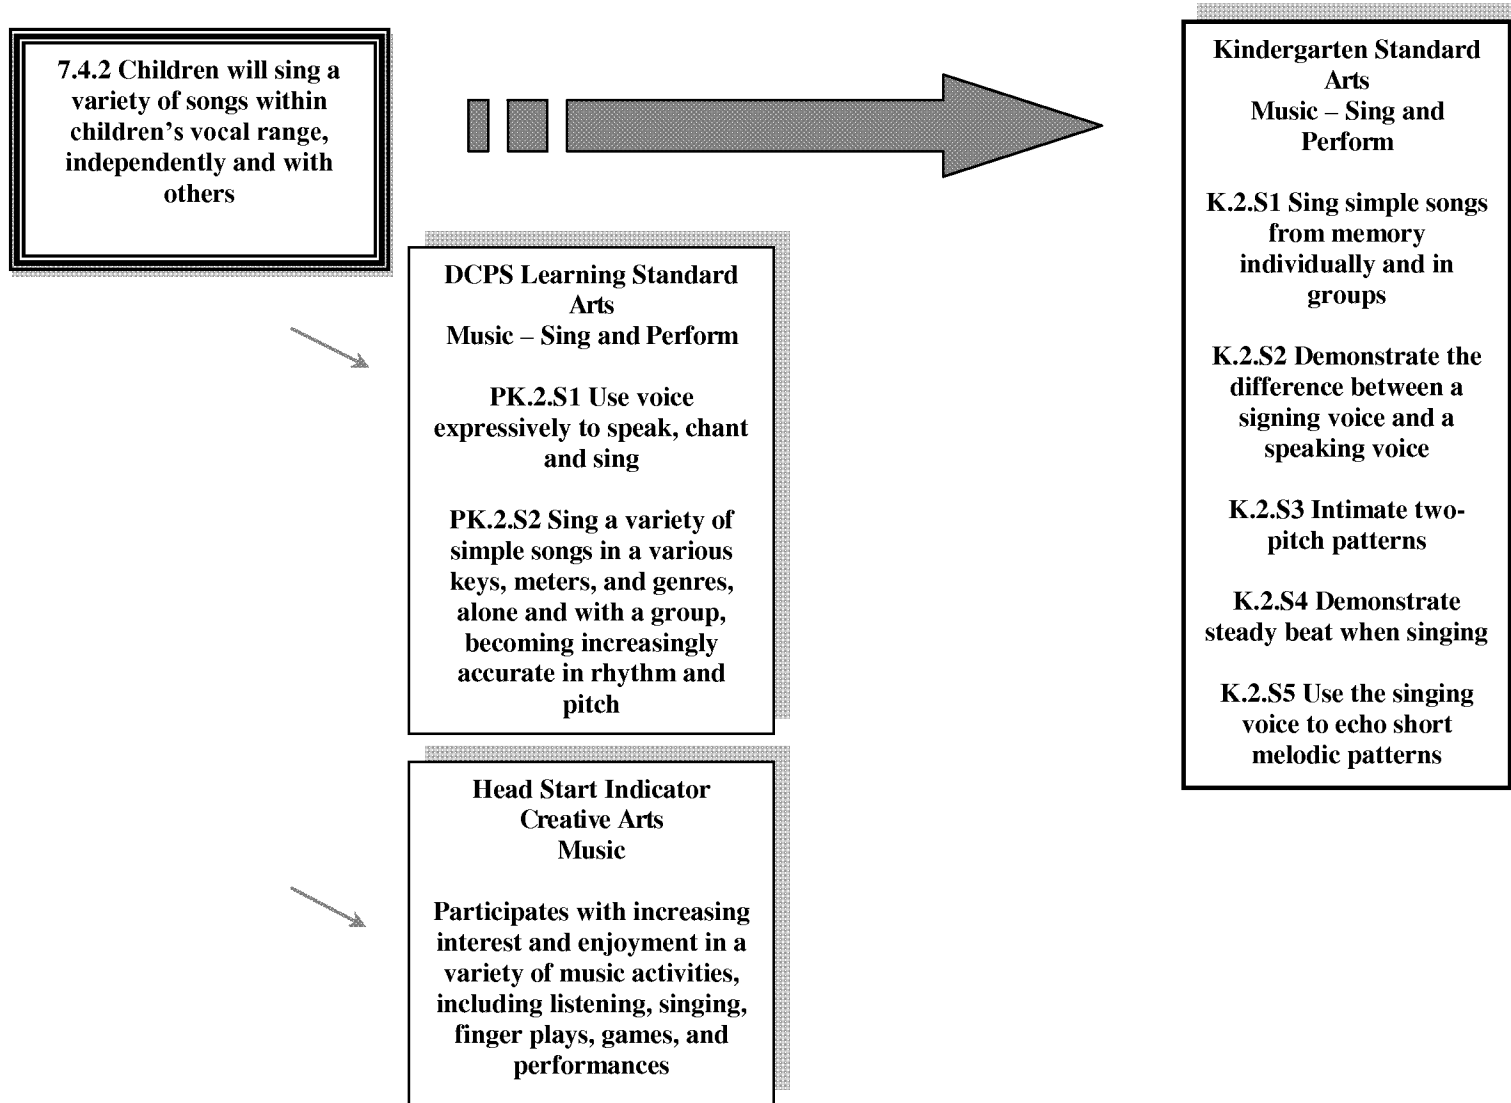 7.4.2 Children will sing a
variety of songs within
children's vocal range,
independently and with
others
DCPS Learning Standard
Arts
Music – Sing and Perform
PK.2.S1 Use voice
expressively to speak, chant
and sing
PK.2.S2 Sing a variety of
simple songs in a various
keys, meters, and genres,
alone and with a group,
becoming increasingly
accurate in rhythm and
pitch
Head Start Indicator
Creative Arts
Music
Participates with increasing
interest and enjoyment in a
variety of music activities,
including listening, singing,
finger plays, games, and
performances
Kindergarten Standard
Arts
Music – Sing and
Perform
K.2.S1 Sing simple songs
from memory
individually and in
groups
K.2.S2 Demonstrate the
difference between a
signing voice and a
speaking voice
K.2.S3 Intimate two-
pitch patterns
K.2.S4 Demonstrate
steady beat when singing
K.2.S5 Use the singing
voice to echo short
melodic patterns